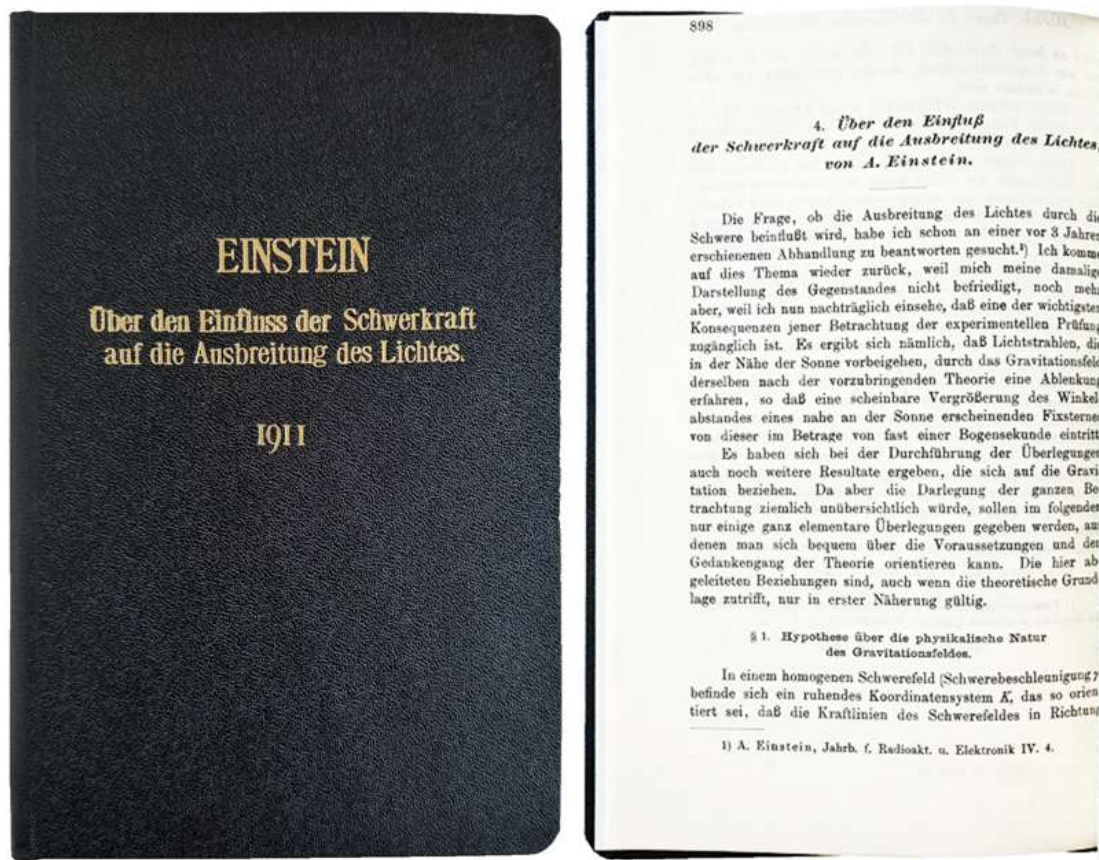 EINSTEIN
Über den Einfluss der Schwerkraft
auf die Ausbreitung des Lichtes.
1911
898
4. Über den Einfluß
der Schwerkraft auf die Ausbreitung des Lichtes,
von A. Einstein.
Die Frage, ob die Ausbreitung des Lichtes durch die
Schwere beinflußt wird, habe ich schon an einer vor 3 Jahren
erschienenen Abhandlung zu beantworten gesucht.¹) Ich komme
auf dies Thema wieder zurück, weil mich meine damalige
Darstellung des Gegenstandes nicht befriedigt, noch mehr
aber, weil ich nun nachträglich einsehe, daß eine der wichtigsten
Konsequenzen jener Betrachtung der experimentellen Prüfung
zugänglich ist. Es ergibt sich nämlich, daß Lichtstrahlen, die
in der Nähe der Sonne vorbeigehen, durch das Gravitationsfeld
derselben nach der vorzubringenden Theorie eine Ablenkung
erfahren, so daß eine scheinbare Vergrößerung des Winkel
abstandes eines nahe an der Sonne erscheinenden Fixsternes
von dieser im Betrage von fast einer Bogensekunde eintritt
Es haben sich bei der Durchführung der Überlegungen
auch noch weitere Resultate ergeben, die sich auf die Gravi
tation beziehen. Da aber die Darlegung der ganzen Be
trachtung ziemlich unübersichtlich würde, sollen im folgenden
nur einige ganz elementare Überlegungen gegeben werden, aus
denen man sich bequem über die Voraussetzungen und den
Gedankengang der Theorie orientieren kann. Die hier ab
geleiteten Beziehungen sind, auch wenn die theoretische Grund
lage zutrifft, nur in erster Näherung gültig.
§ 1. Hypothese über die physikalische Natur
des Gravitationsfeldes.
In einem homogenen Schwerefeld (Schwerebeschleunigung γ
befinde sich ein ruhendes Koordinatensystem K, das so orien
tiert sei, daß die Kraftlinien des Schwerefeldes in Richtung
1) A. Einstein, Jahrb. f. Radioakt. u. Elektronik IV. 4.